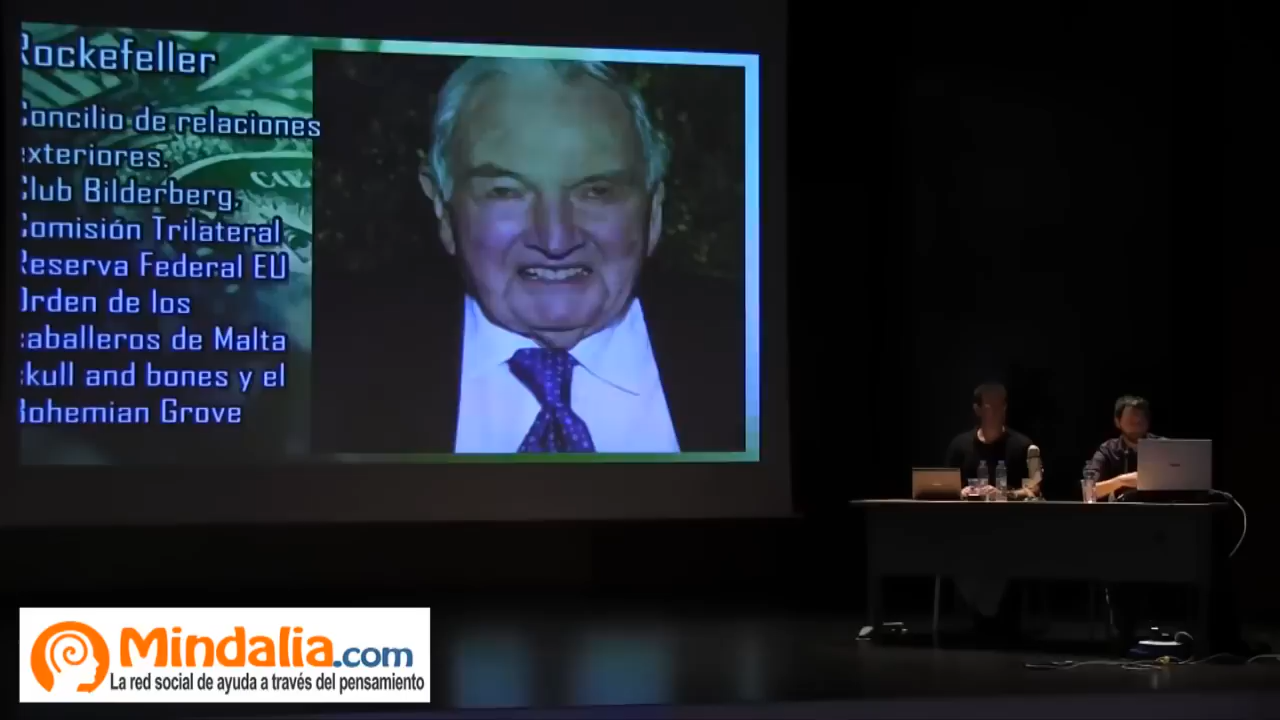 Rockefeller
Concilio de relaciones
exteriores.
Club Bilderberg,
Comisión Trilateral
Reserva Federal EU
Orden de los
caballeros de Malta
skull and bones y el
Bohemian Grove
Mindalia.com
La red social de ayuda a través del pensamiento